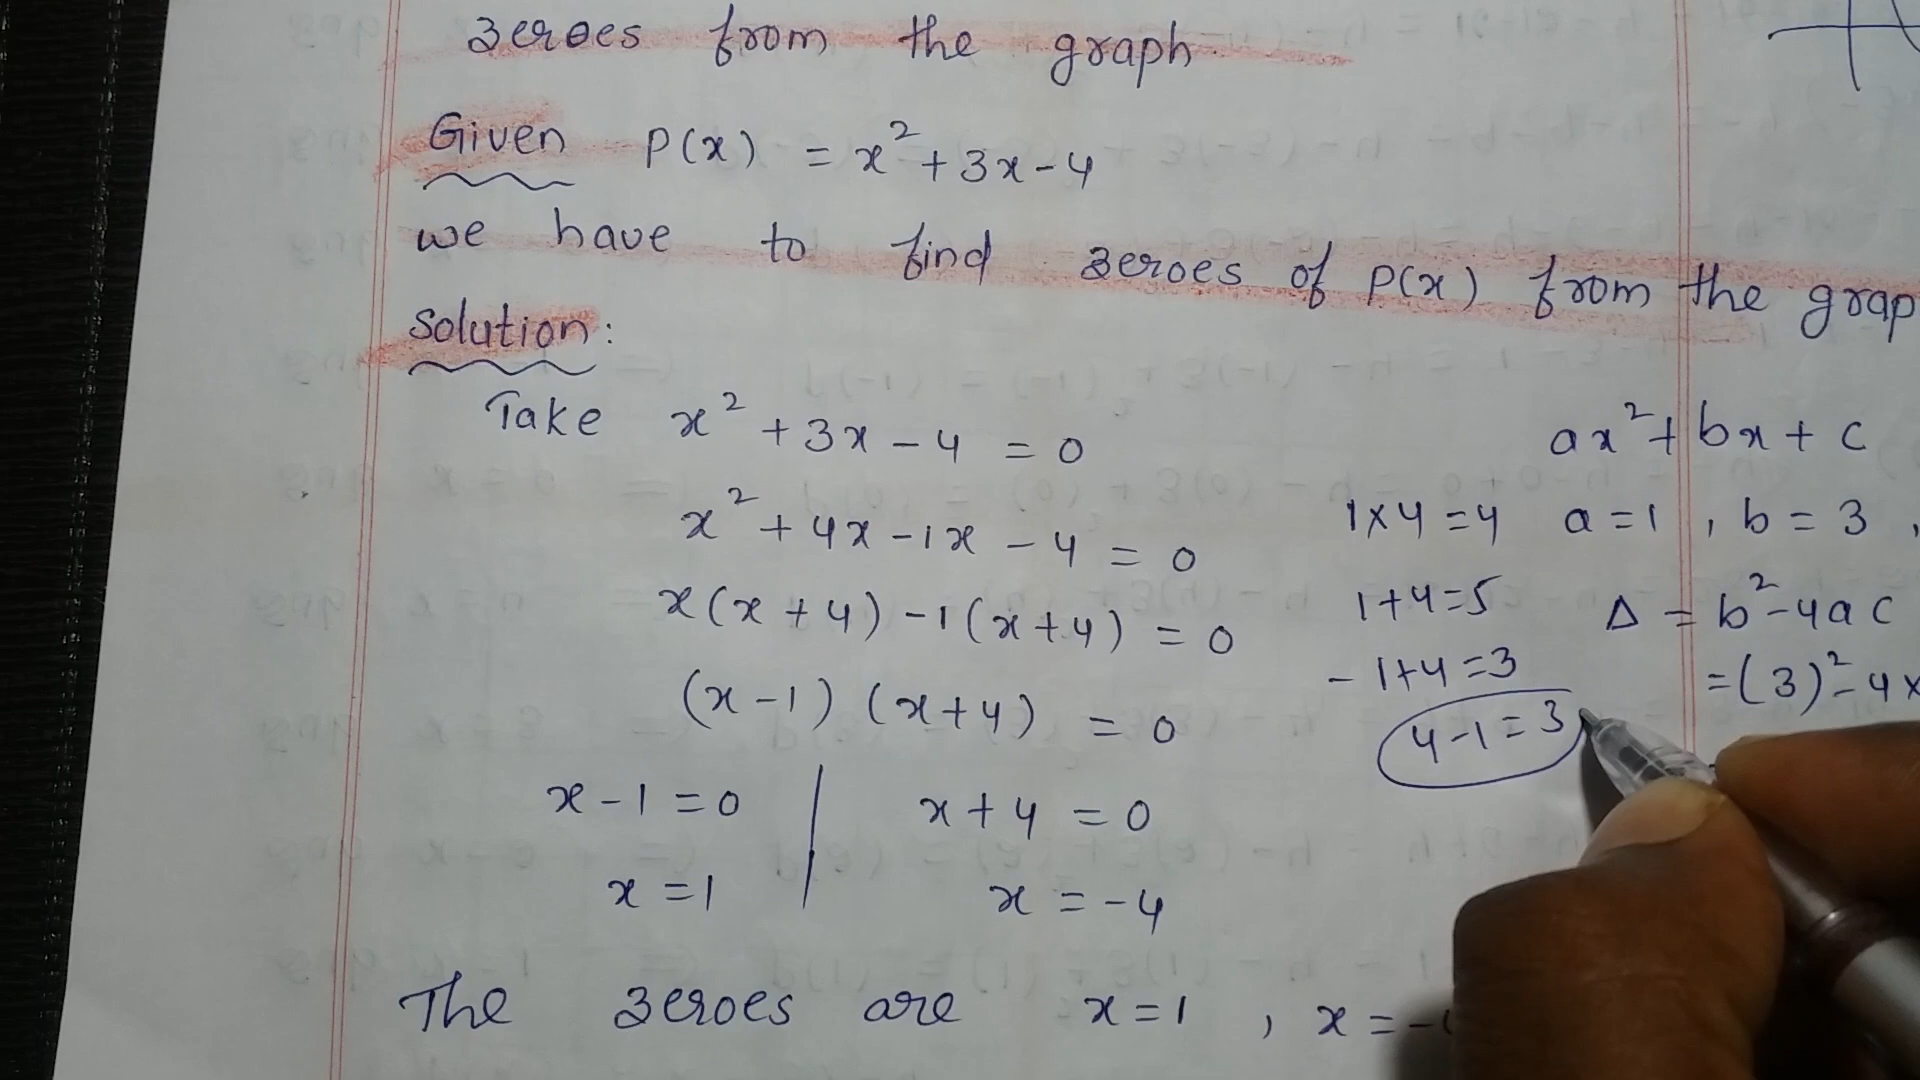 zeroes from the graph
Given P(x) = x² + 3x - 4
we have to find zeroes of P(x) from the grap
Solution:
Take x² + 3x - 4 = 0
x² + 4x - 1x - 4 = 0
x(x + 4) - 1(x + 4) = 0
(x - 1) (x + 4) = 0
x - 1 = 0 | x + 4 = 0
x = 1 | x = -4
The zeroes are x = 1 , x = -
ax² + bx + c
1 x 4 = 4 a = 1 , b = 3 ,
1 + 4 = 5 Δ = b² - 4ac
- 1 + 4 = 3 = (3)² - 4 x
4 - 1 = 3